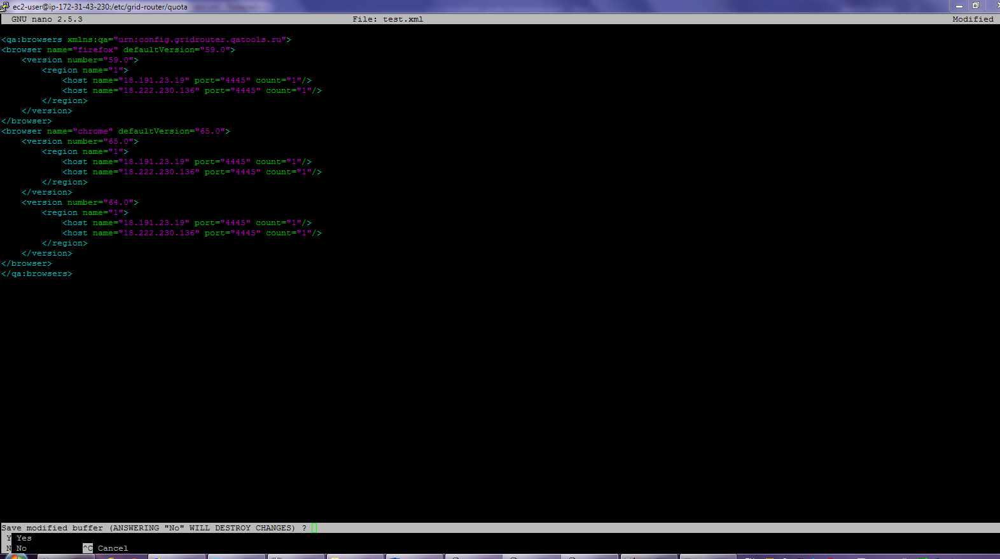 ec2-user@ip-172-31-43-230:/etc/grid-router/quota
GNU nano 2.5.3 File: test.xml Modified
<qa:browsers xmlns:qa="urn:config.gridrouter.qatools.ru">
<browser name="firefox" defaultVersion="59.0">
    <version number="59.0">
        <region name="1">
            <host name="18.191.23.19" port="4445" count="1"/>
            <host name="18.222.230.136" port="4445" count="1"/>
        </region>
    </version>
</browser>
<browser name="chrome" defaultVersion="65.0">
    <version number="65.0">
        <region name="1">
            <host name="18.191.23.19" port="4445" count="1"/>
            <host name="18.222.230.136" port="4445" count="1"/>
        </region>
    </version>
    <version number="64.0">
        <region name="1">
            <host name="18.191.23.19" port="4445" count="1"/>
            <host name="18.222.230.136" port="4445" count="1"/>
        </region>
    </version>
</browser>
</qa:browsers>
Save modified buffer (ANSWERING "No" WILL DESTROY CHANGES) ?
Y Yes
N No ^C Cancel